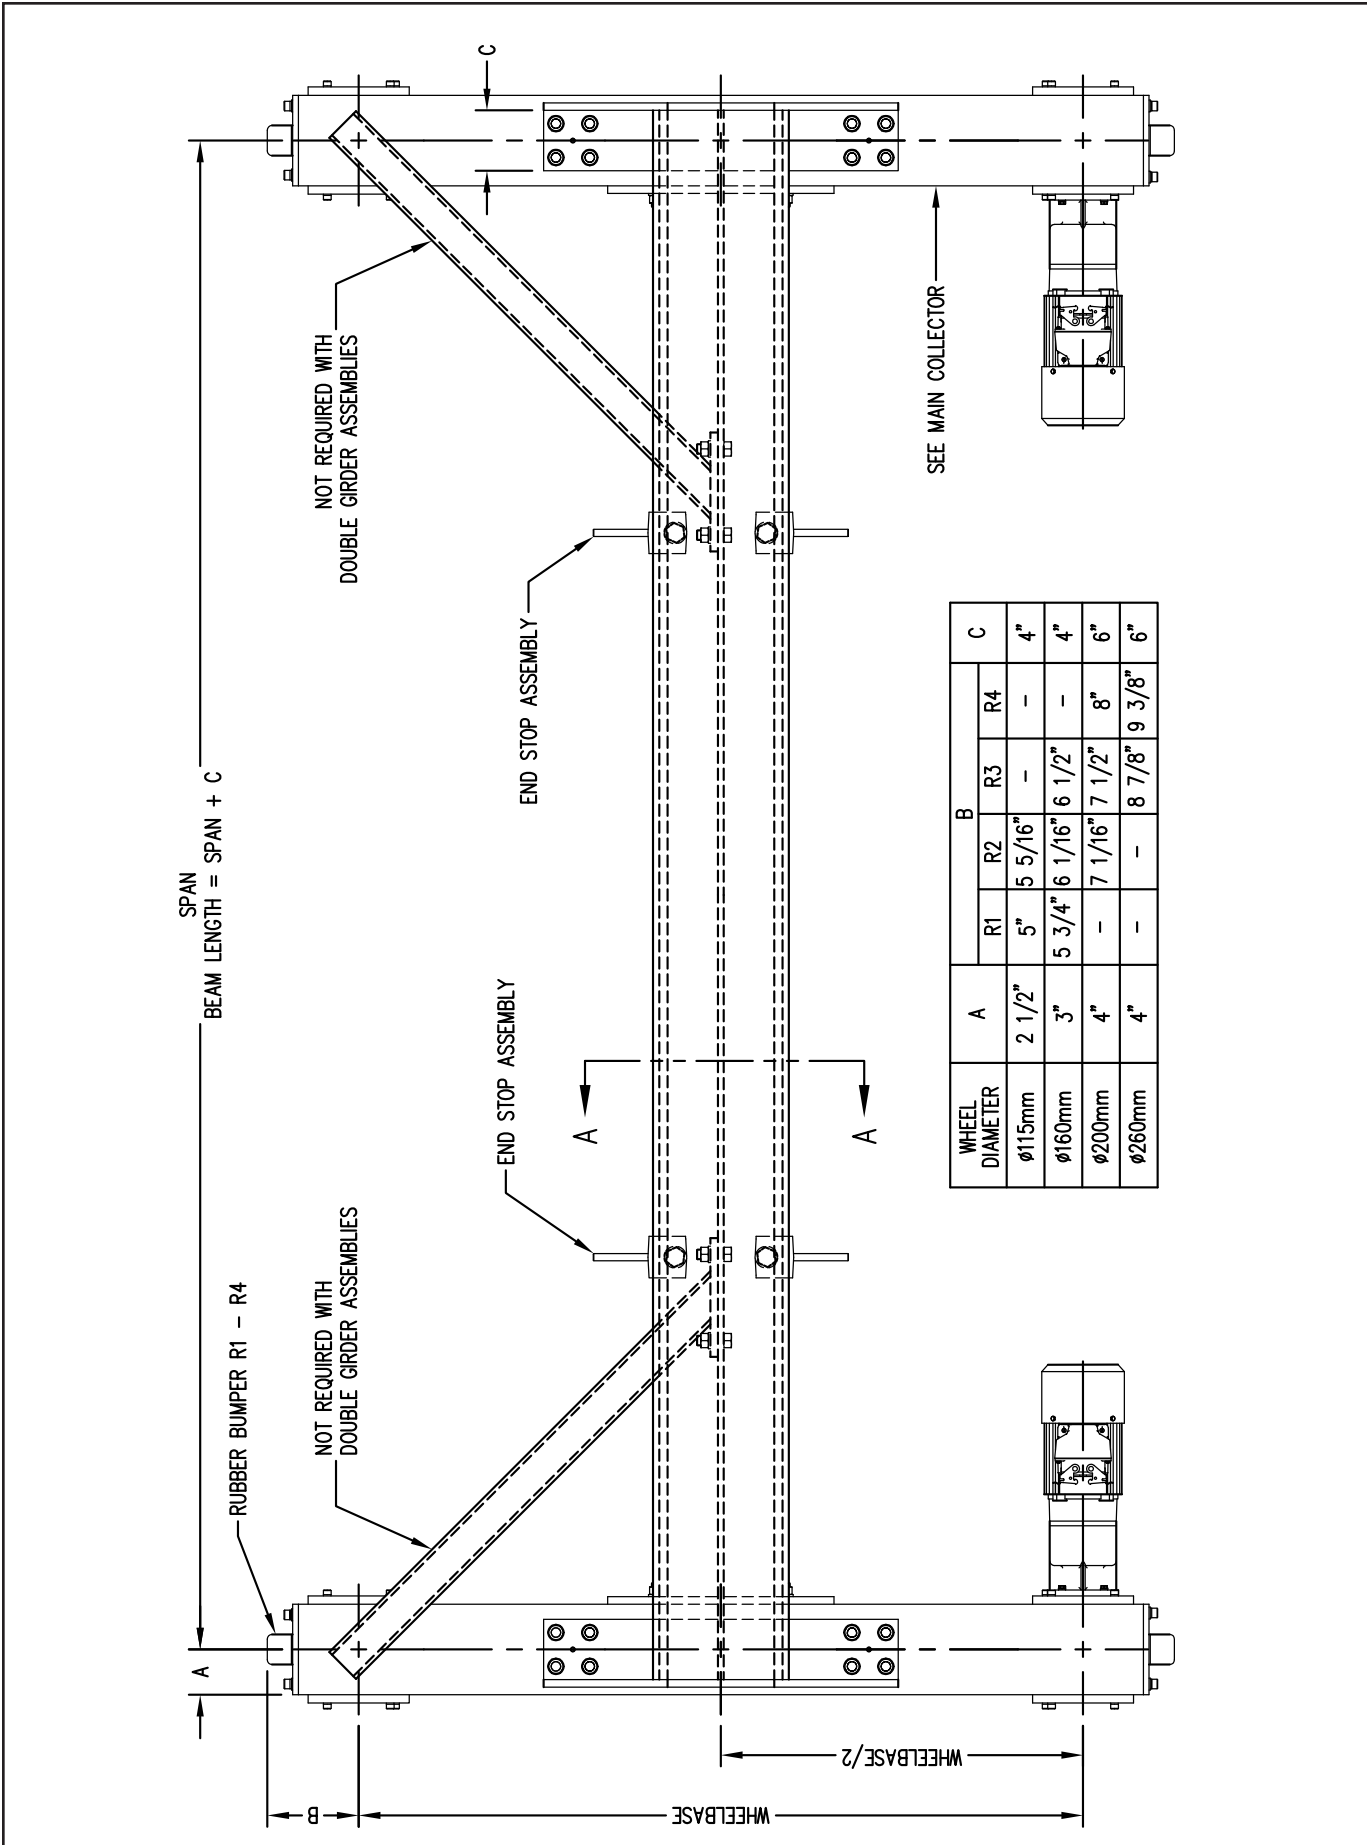 SPAN
BEAM LENGTH = SPAN + C
RUBBER BUMPER R1 - R4
A
B
C
NOT REQUIRED WITH
DOUBLE GIRDER ASSEMBLIES
NOT REQUIRED WITH
DOUBLE GIRDER ASSEMBLIES
END STOP ASSEMBLY
END STOP ASSEMBLY
A
A
WHEELBASE
WHEELBASE/2
SEE MAIN COLLECTOR
WHEEL DIAMETER A B C
R1 R2 R3 R4
ø115mm 2 1/2" 5" 5 5/16" - - 4"
ø160mm 3" 5 3/4" 6 1/16" 6 1/2" - 4"
ø200mm 4" - 7 1/16" 7 1/2" 8" 6"
ø260mm 4" - - 8 7/8" 9 3/8" 6"